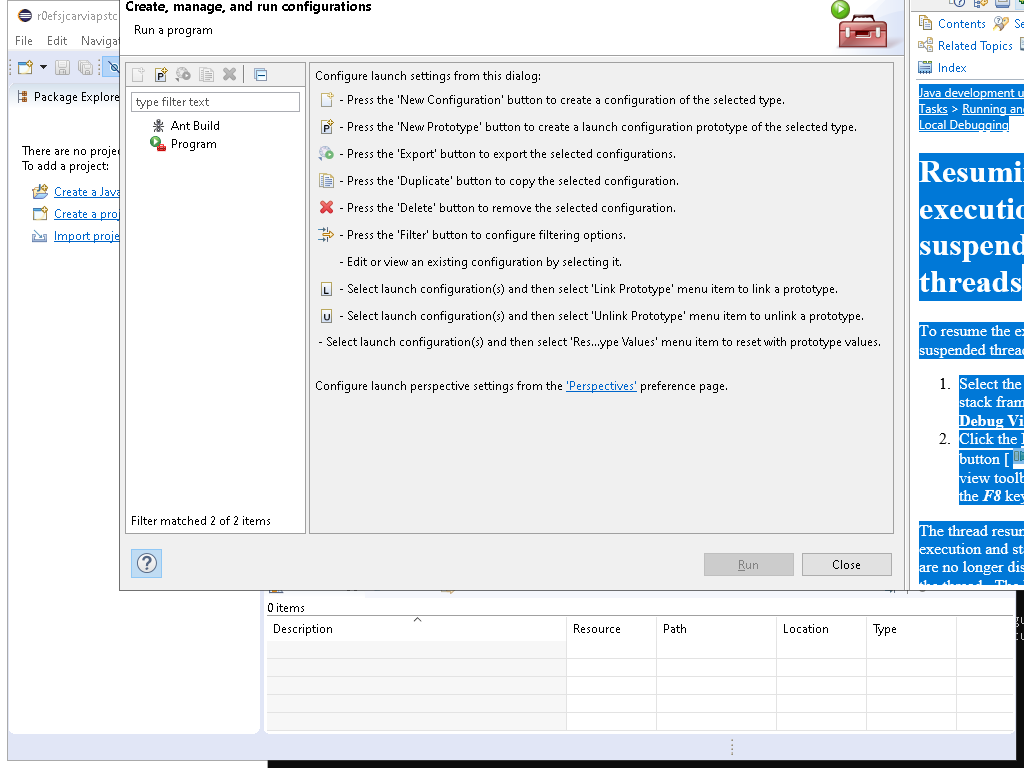 r0efsjcarviapstc
File Edit Navigat
Package Explore
There are no proje
To add a project:
Create a Java
Create a proj
Import proje
Create, manage, and run configurations
Run a program
type filter text
Ant Build
Program
Filter matched 2 of 2 items
Configure launch settings from this dialog:
- Press the 'New Configuration' button to create a configuration of the selected type.
- Press the 'New Prototype' button to create a launch configuration prototype of the selected type.
- Press the 'Export' button to export the selected configurations.
- Press the 'Duplicate' button to copy the selected configuration.
- Press the 'Delete' button to remove the selected configuration.
- Press the 'Filter' button to configure filtering options.
- Edit or view an existing configuration by selecting it.
L - Select launch configuration(s) and then select 'Link Prototype' menu item to link a prototype.
U - Select launch configuration(s) and then select 'Unlink Prototype' menu item to unlink a prototype.
- Select launch configuration(s) and then select 'Res...ype Values' menu item to reset with prototype values.
Configure launch perspective settings from the 'Perspectives' preference page.
Run Close
Contents Se
Related Topics
Index
Java development u
Tasks > Running and
Local Debugging
Resumi
executio
suspend
threads
To resume the ex
suspended threa
1. Select the
stack fram
Debug Vi
2. Click the
button [
view toolb
the F8 key
The thread resum
execution and sta
are no longer dis
the thread. The
0 items
Description Resource Path Location Type